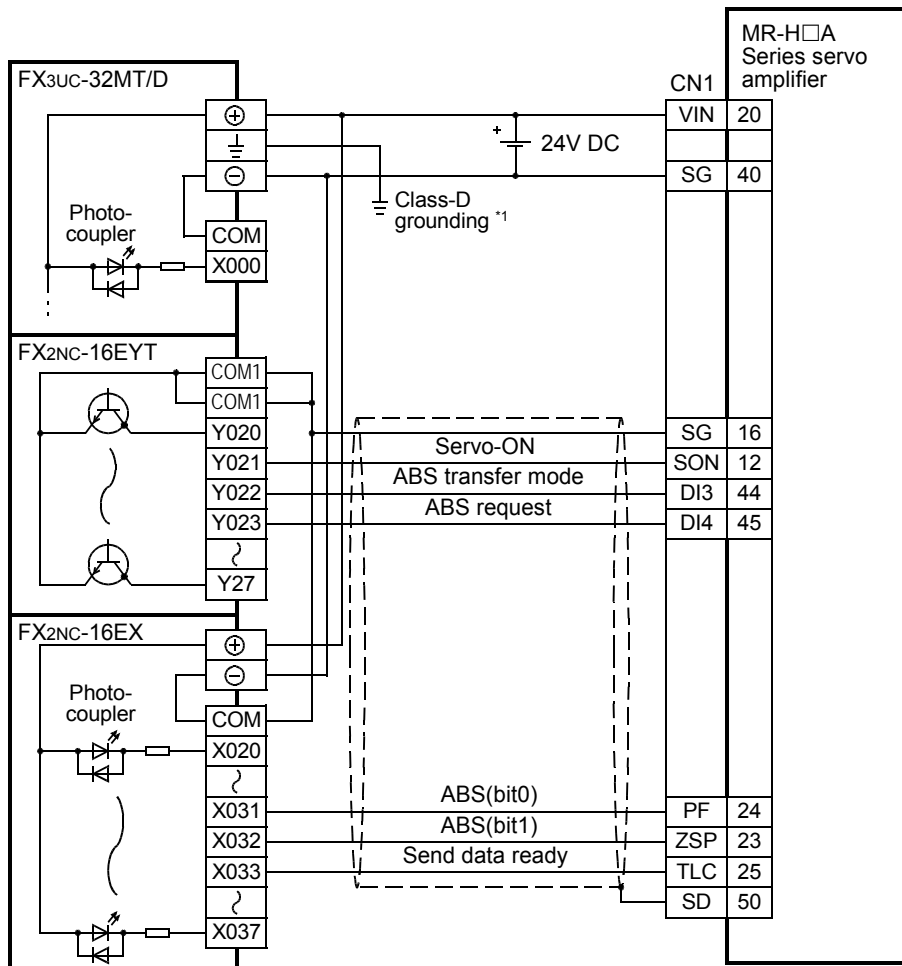 MR-H□A
Series servo
amplifier
FX3UC-32MT/D
CN1
VIN 20
+
24V DC
SG 40
Class-D
grounding *1
Photo-
coupler
COM
X000
FX2NC-16EYT
COM1
COM1
Y020
SG 16
Servo-ON
Y021
SON 12
ABS transfer mode
Y022
DI3 44
ABS request
Y023
DI4 45
Y27
FX2NC-16EX
Photo-
coupler
COM
X020
ABS(bit0)
X031
PF 24
ABS(bit1)
X032
ZSP 23
Send data ready
X033
TLC 25
SD 50
X037